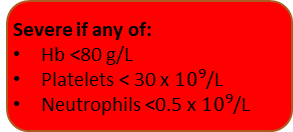 Severe if any of:
• Hb <80 g/L
• Platelets < 30 x 10⁹/L
• Neutrophils <0.5 x 10⁹/L